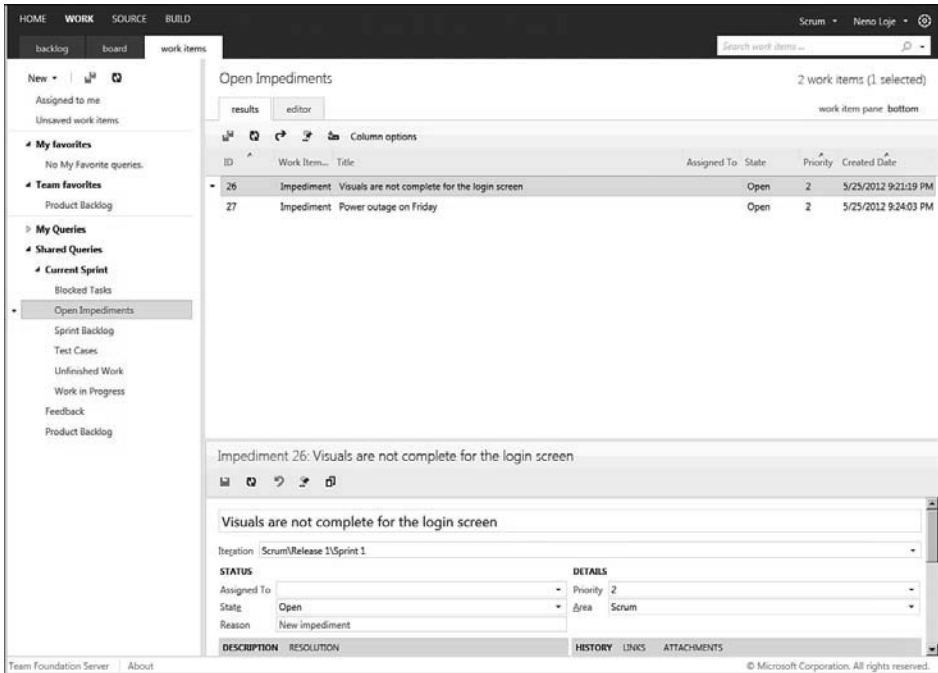 HOME WORK SOURCE BUILD
Scrum Neno Loje
backlog board work items
Search work items ...
New
Assigned to me
Unsaved work items
My favorites
No My Favorite queries.
Team favorites
Product Backlog
My Queries
Shared Queries
Current Sprint
Blocked Tasks
Open Impediments
Sprint Backlog
Test Cases
Unfinished Work
Work in Progress
Feedback
Product Backlog
Open Impediments
2 work items (1 selected)
results editor
work item pane bottom
Column options
ID Work Item... Title Assigned To State Priority Created Date
26 Impediment Visuals are not complete for the login screen Open 2 5/25/2012 9:21:19 PM
27 Impediment Power outage on Friday Open 2 5/25/2012 9:24:03 PM
Impediment 26: Visuals are not complete for the login screen
Visuals are not complete for the login screen
Iteration Scrum\Release 1\Sprint 1
STATUS
Assigned To
State Open
Reason New impediment
DETAILS
Priority 2
Area Scrum
DESCRIPTION RESOLUTION
HISTORY LINKS ATTACHMENTS
Team Foundation Server About
© Microsoft Corporation. All rights reserved.